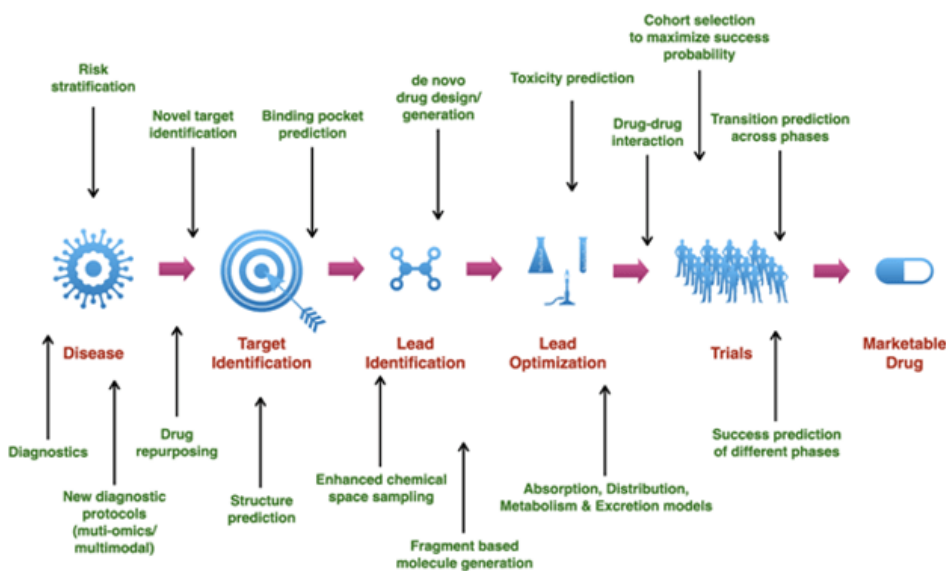 Cohort selection
to maximize success
probability
Risk
stratification
de novo
drug design/
generation
Toxicity prediction
Novel target
identification
Binding pocket
prediction
Drug-drug
interaction
Transition prediction
across phases
Disease
Target
Identification
Lead
Identification
Lead
Optimization
Trials
Marketable
Drug
Diagnostics
Drug
repurposing
Success prediction
of different phases
New diagnostic
protocols
(muti-omics/
multimodal)
Structure
prediction
Enhanced chemical
space sampling
Absorption, Distribution,
Metabolism & Excretion models
Fragment based
molecule generation